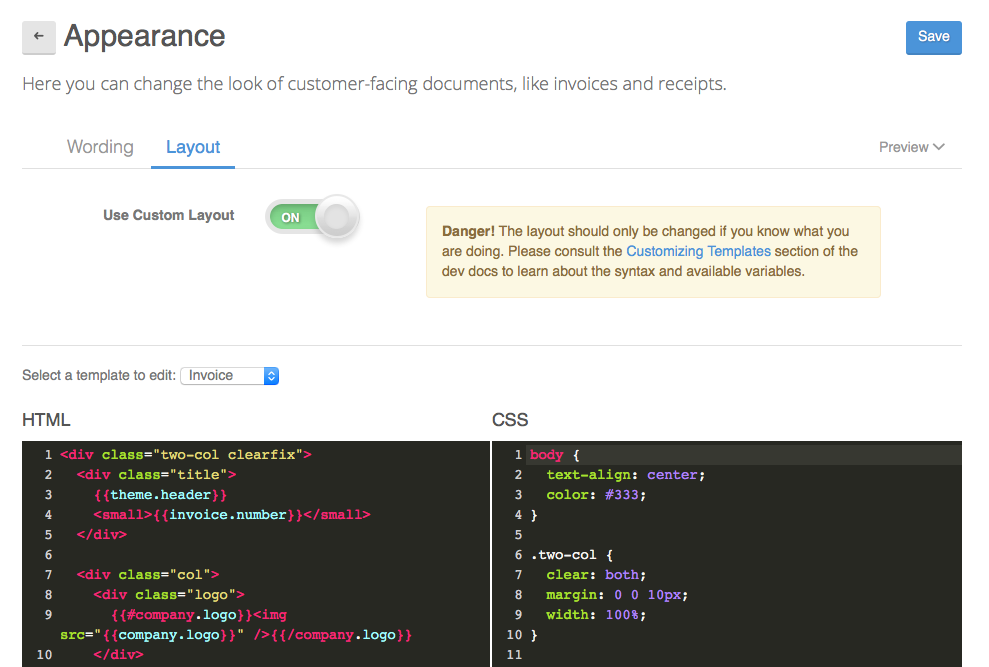 ← Appearance
Save
Here you can change the look of customer-facing documents, like invoices and receipts.
Wording Layout Preview
Use Custom Layout
ON
Danger! The layout should only be changed if you know what you
are doing. Please consult the Customizing Templates section of the
dev docs to learn about the syntax and available variables.
Select a template to edit: Invoice
HTML
1 <div class="two-col clearfix">
2   <div class="title">
3     {{theme.header}}
4     <small>{{invoice.number}}</small>
5   </div>
6
7   <div class="col">
8     <div class="logo">
9       {{#company.logo}}<img
src="{{company.logo}}" />{{/company.logo}}
10     </div>
CSS
1 body {
2   text-align: center;
3   color: #333;
4 }
5
6 .two-col {
7   clear: both;
8   margin: 0 0 10px;
9   width: 100%;
10 }
11